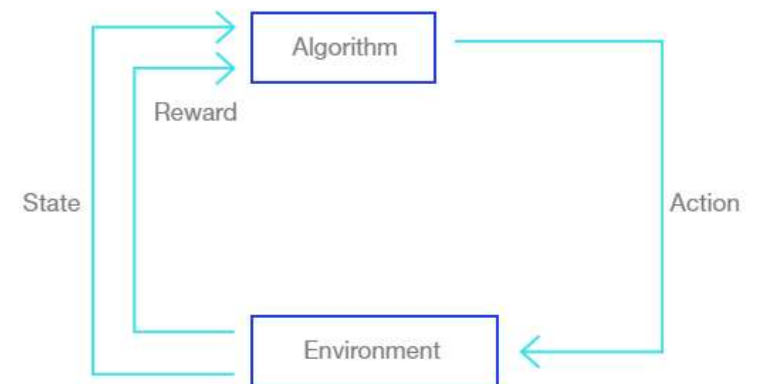 Algorithm
Reward
State
Action
Environment